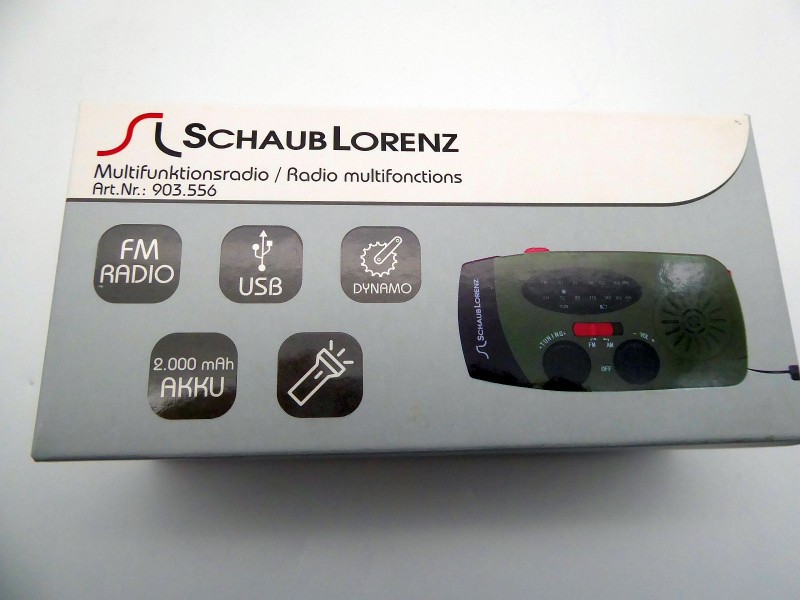 SCHAUB LORENZ
Multifunktionsradio / Radio multifonctions
Art.Nr.: 903.556
FM
RADIO
USB
DYNAMO
2.000 mAh
AKKU
SCHAUB LORENZ
•TUNING•
- VOL +
FM AM
OFF